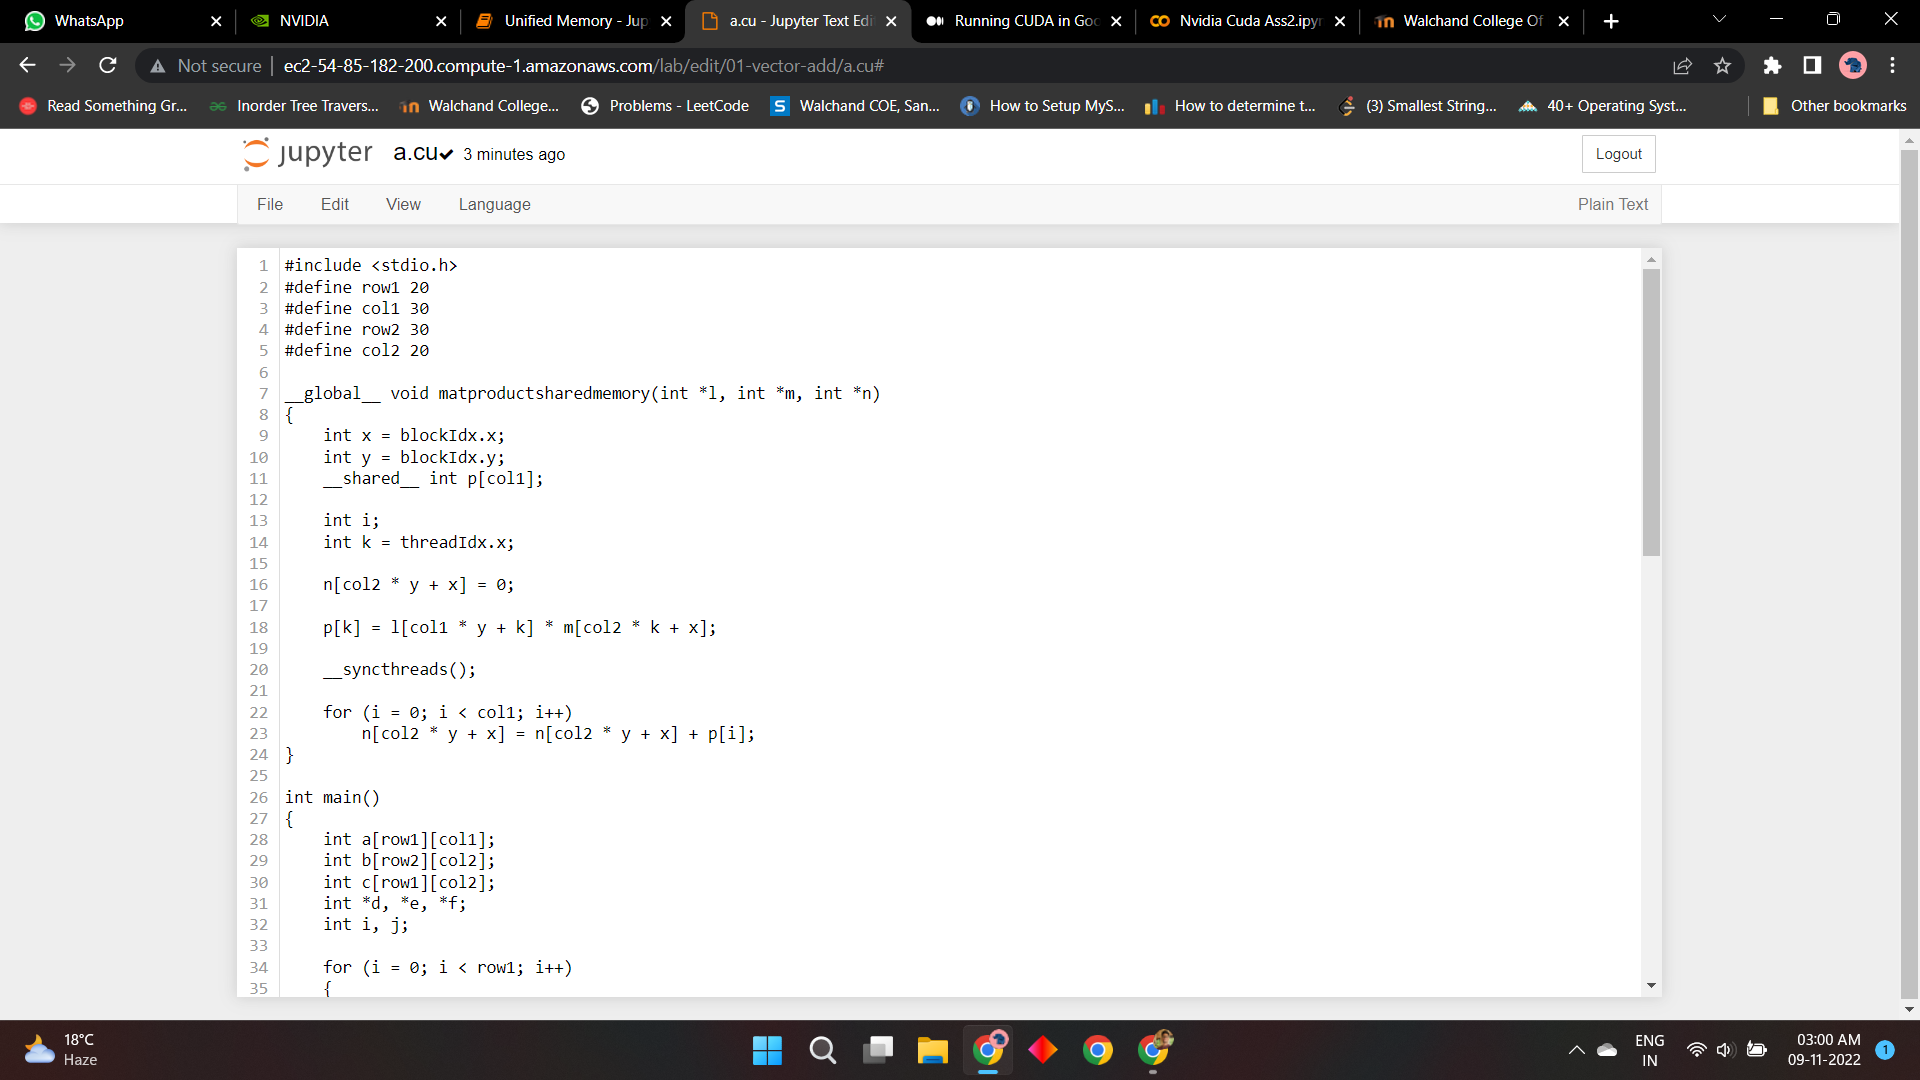 WhatsApp
NVIDIA
Unified Memory - Jup
a.cu - Jupyter Text Edi
Running CUDA in Goo
Nvidia Cuda Ass2.ipyn
Walchand College Of
Not secure
ec2-54-85-182-200.compute-1.amazonaws.com/lab/edit/01-vector-add/a.cu#
Read Something Gr...
Inorder Tree Travers...
Walchand College...
Problems - LeetCode
Walchand COE, San...
How to Setup MyS...
How to determine t...
(3) Smallest String...
40+ Operating Syst...
Other bookmarks
jupyter a.cu 3 minutes ago
Logout
File Edit View Language
Plain Text
1 #include <stdio.h>
2 #define row1 20
3 #define col1 30
4 #define row2 30
5 #define col2 20
6
7 __global__ void matproductsharedmemory(int *l, int *m, int *n)
8 {
9     int x = blockIdx.x;
10     int y = blockIdx.y;
11     __shared__ int p[col1];
12
13     int i;
14     int k = threadIdx.x;
15
16     n[col2 * y + x] = 0;
17
18     p[k] = l[col1 * y + k] * m[col2 * k + x];
19
20     __syncthreads();
21
22     for (i = 0; i < col1; i++)
23         n[col2 * y + x] = n[col2 * y + x] + p[i];
24 }
25
26 int main()
27 {
28     int a[row1][col1];
29     int b[row2][col2];
30     int c[row1][col2];
31     int *d, *e, *f;
32     int i, j;
33
34     for (i = 0; i < row1; i++)
35     {
18°C
Haze
ENG
IN
03:00 AM
09-11-2022
1